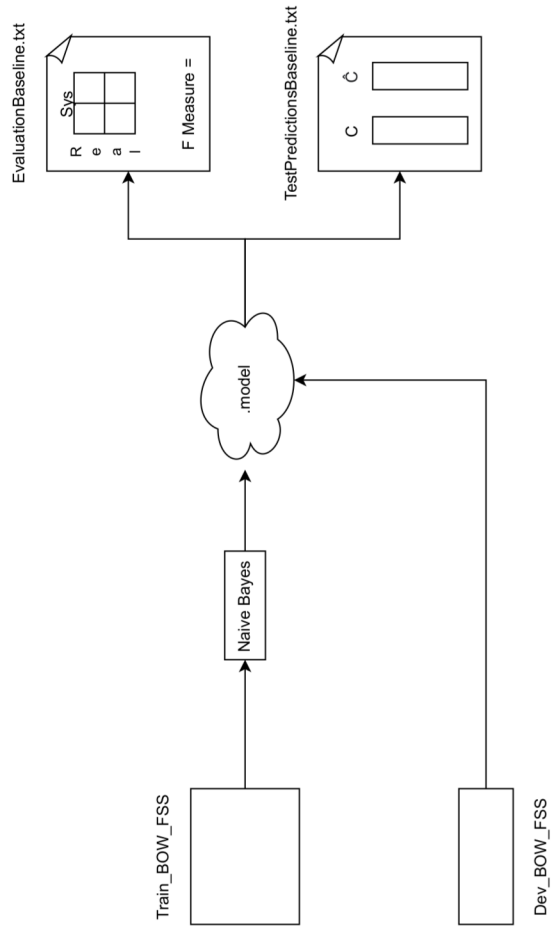 Train_BOW_FSS
Dev_BOW_FSS
Naive Bayes
.model
EvaluationBaseline.txt
Sys
R
e
a
l
F Measure =
TestPredictionsBaseline.txt
C
Ĉ